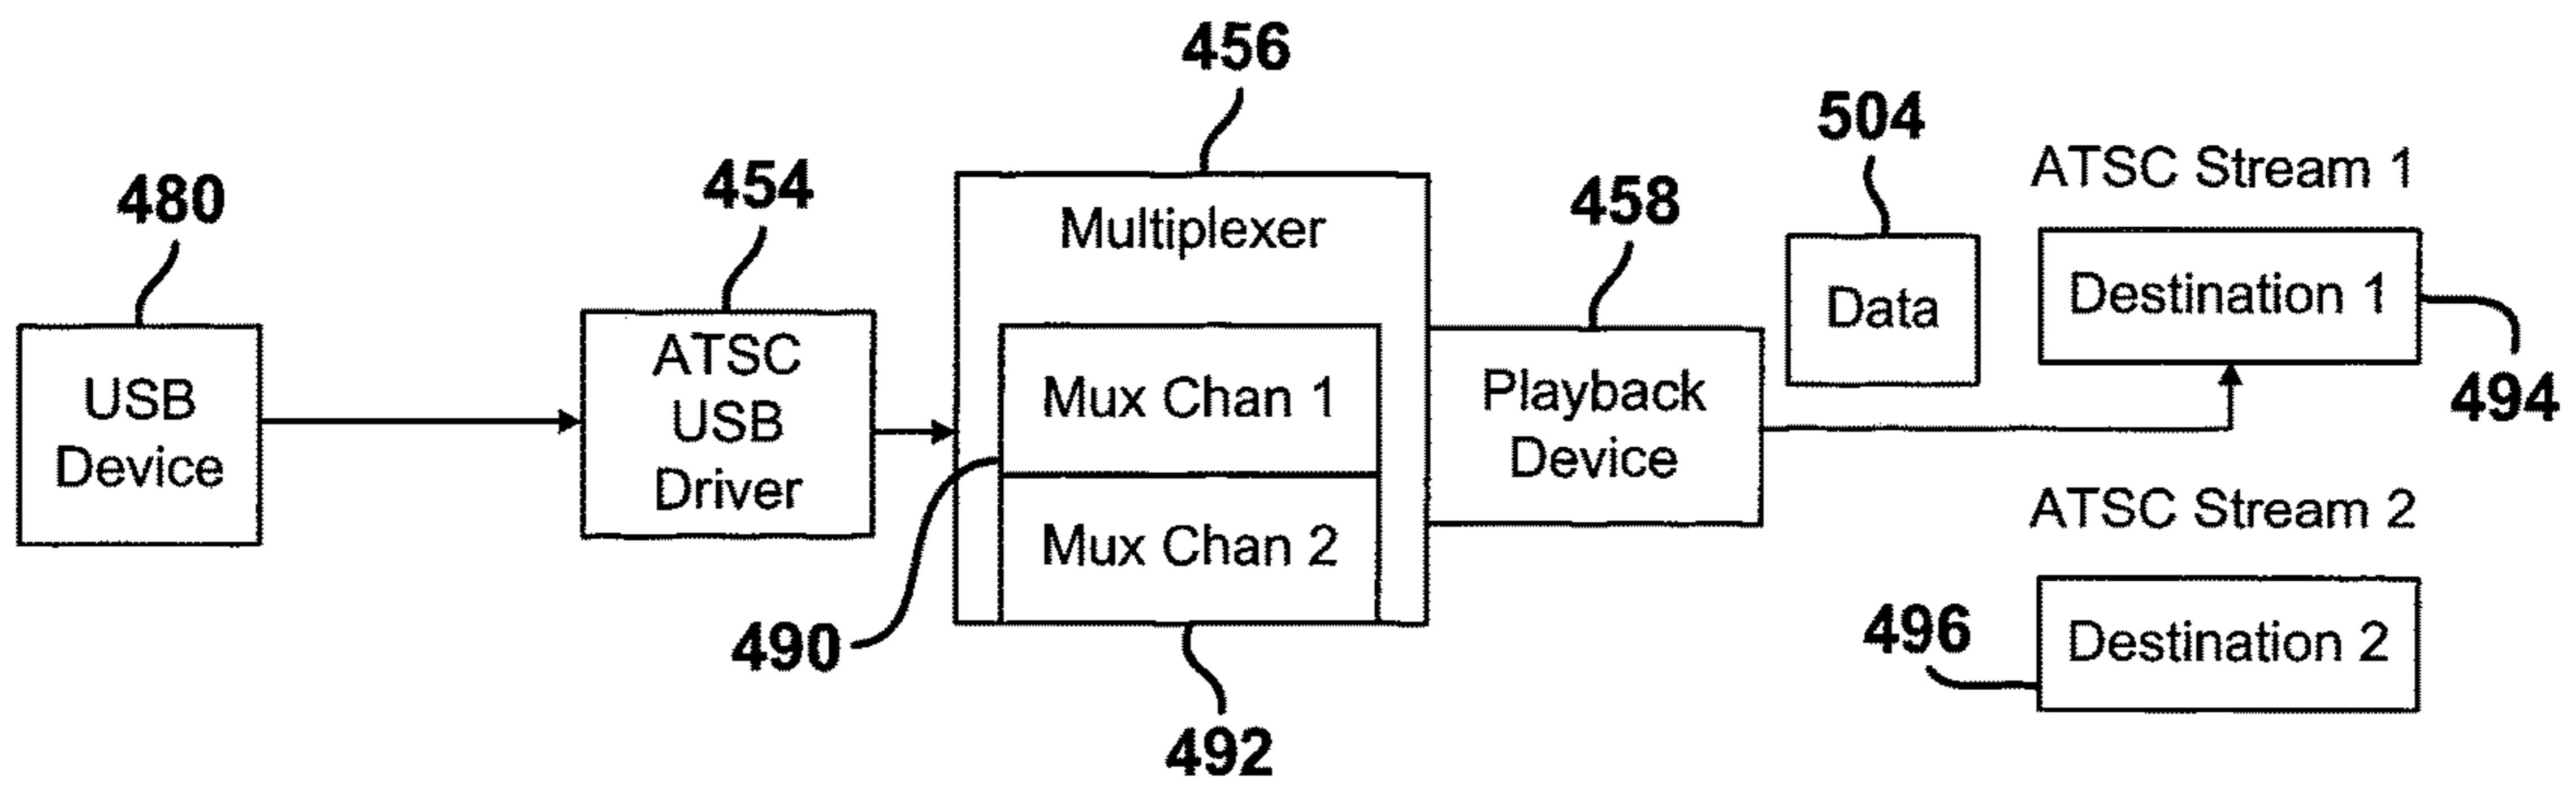 456
504
ATSC Stream 1
480
454
458
Multiplexer
Data
Destination 1
USB
Device
ATSC
USB
Driver
Mux Chan 1
Playback
Device
494
Mux Chan 2
ATSC Stream 2
490
496
Destination 2
492